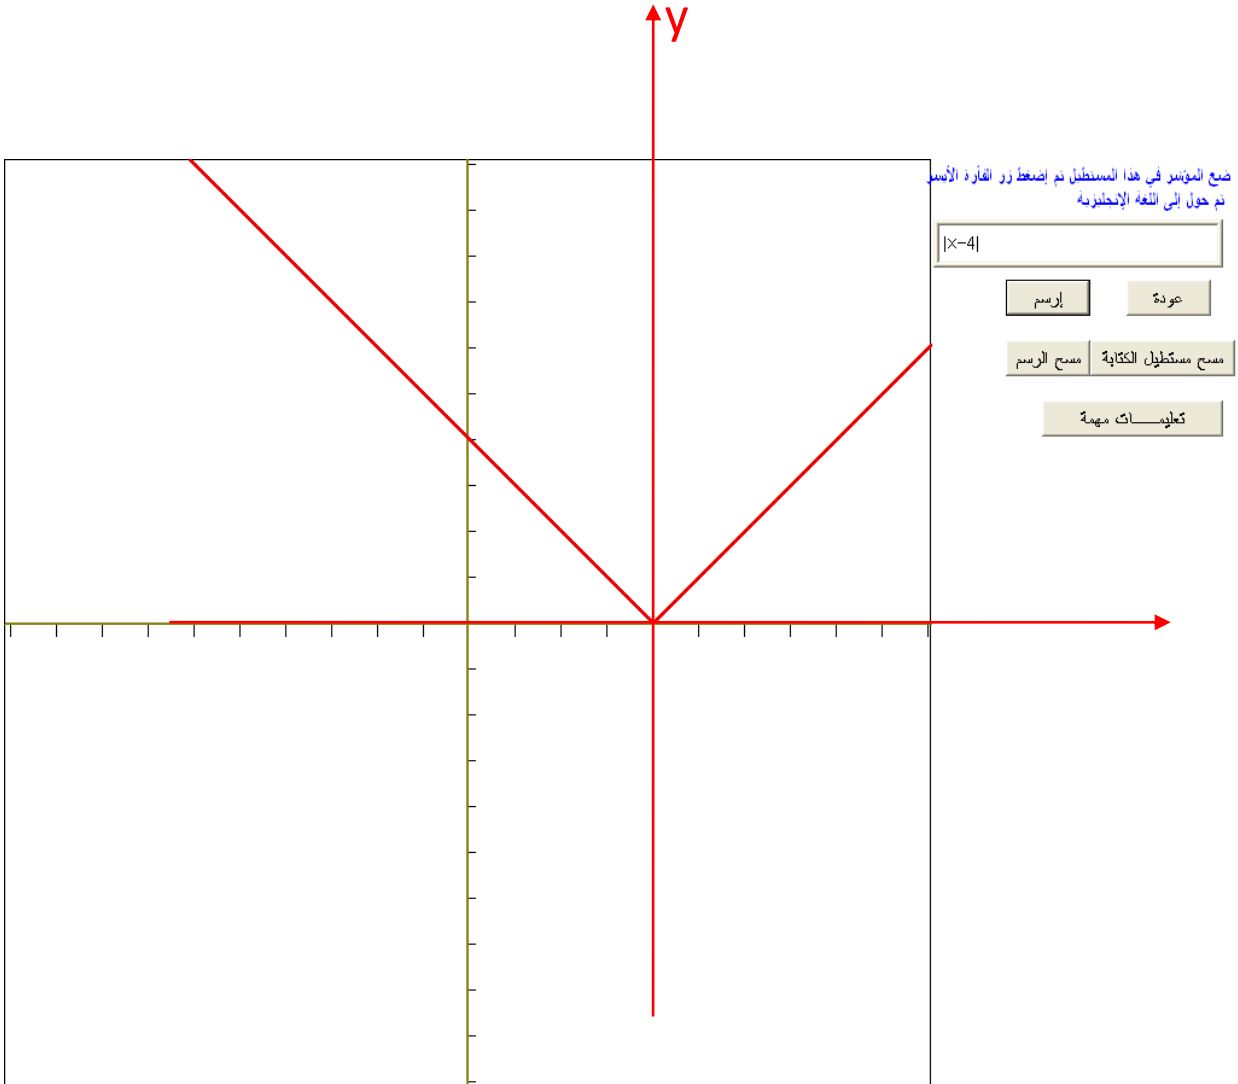 y
ضع المؤشر في هذا المستطيل ثم إضغط زر الفأرة الأيسر
ثم حول إلى اللغة الإنجليزية
|x-4|
إرسم
عودة
مسح الرسم
مسح مستطيل الكتابة
تعليمـــــات مهمة